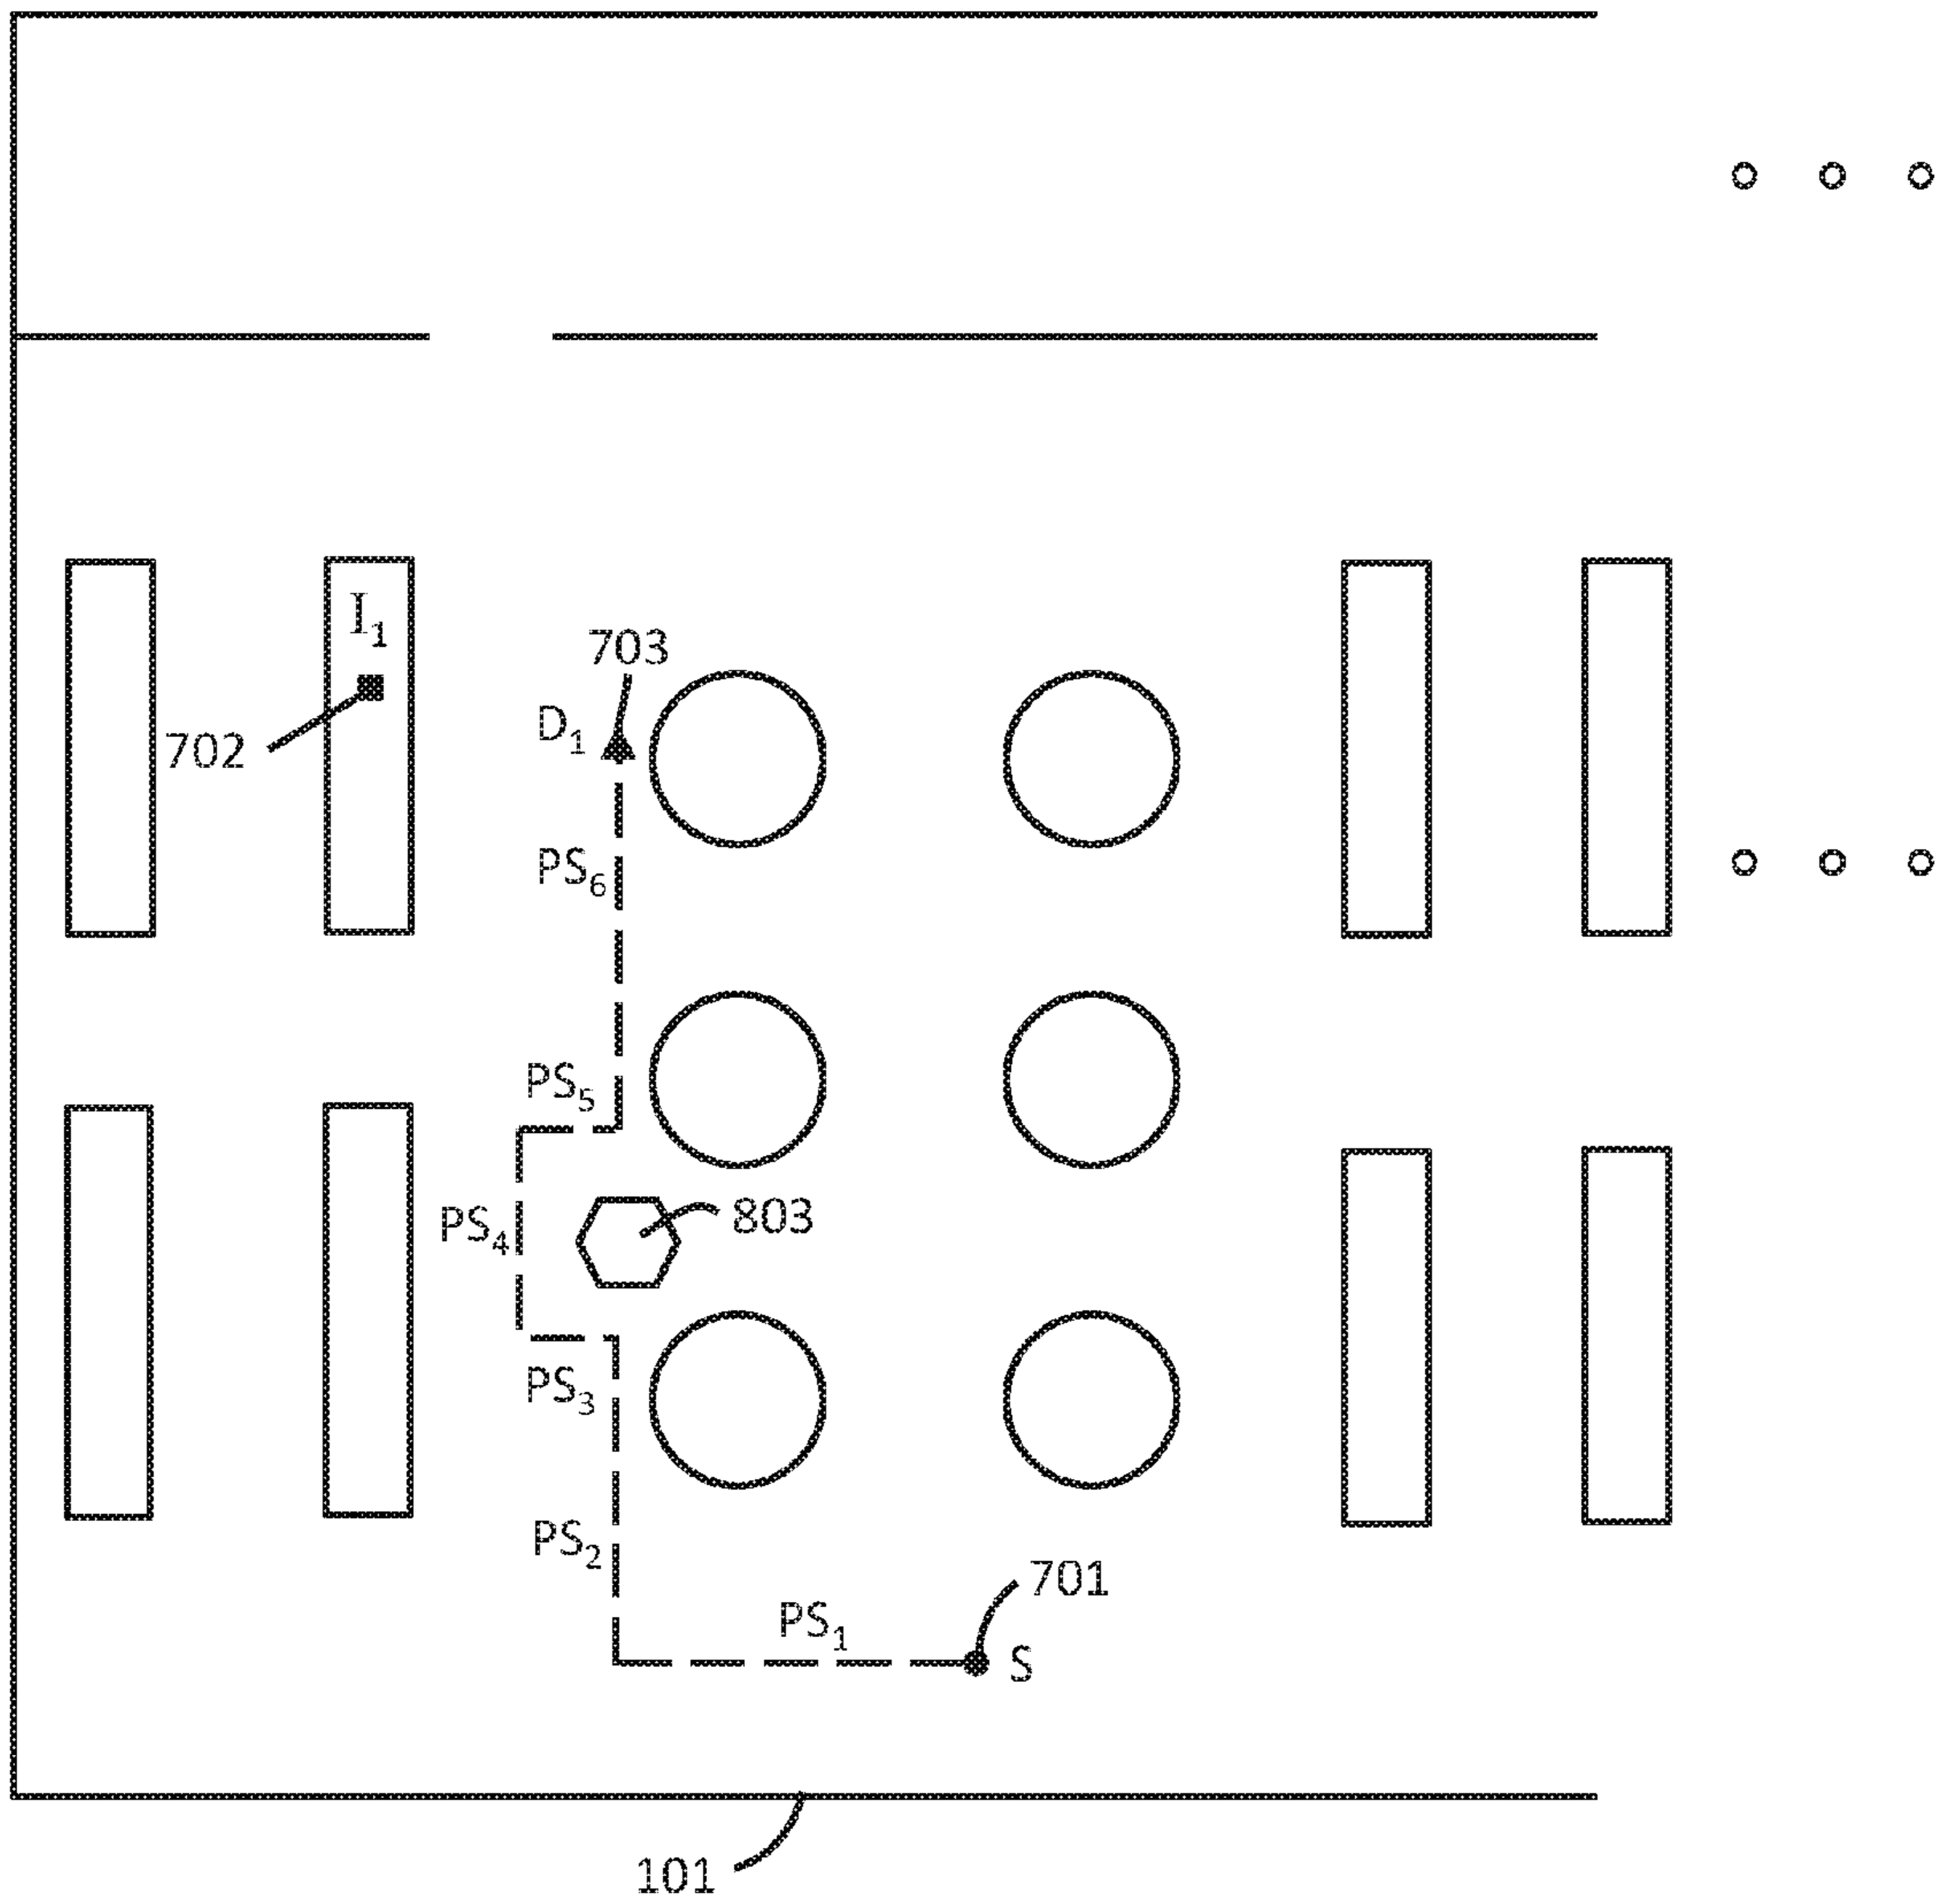 I₁
703
D₁
702
PS₆
PS₅
PS₄
803
PS₃
PS₂
701
PS₁
S
101